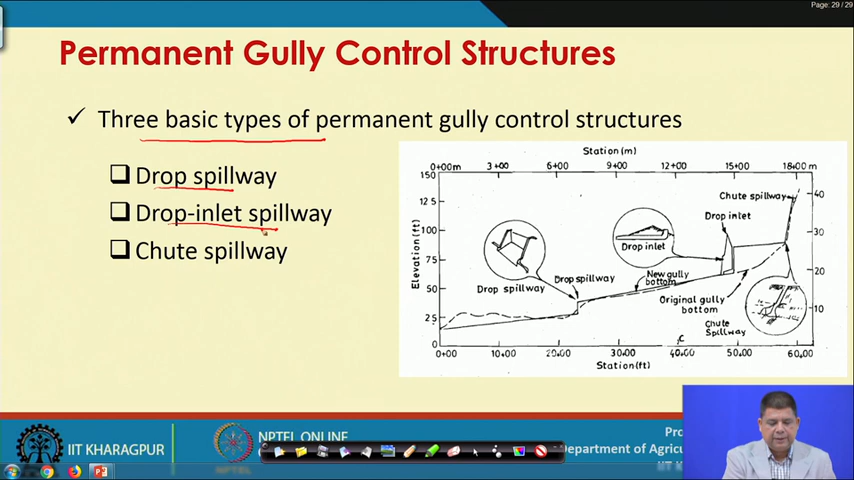 Page: 29 / 29
Permanent Gully Control Structures
✓ Three basic types of permanent gully control structures
Drop spillway
Drop-inlet spillway
Chute spillway
Station (m)
0+00m 3+00 6+00 9+00 12+00 15+00 18+00 m
150
125
100
75
50
25
0
Elevation (ft)
40
30
20
10
Chute spillway
Drop inlet
Drop inlet
Drop spillway
Drop spillway
New gully
bottom
Original gully
bottom
Chute
Spillway
0+00 10+00 20+00 30+00 40+00 50+00 60+00
Station (ft)
IIT KHARAGPUR
NPTEL
NPTEL ONLINE
Pro
Department of Agricu